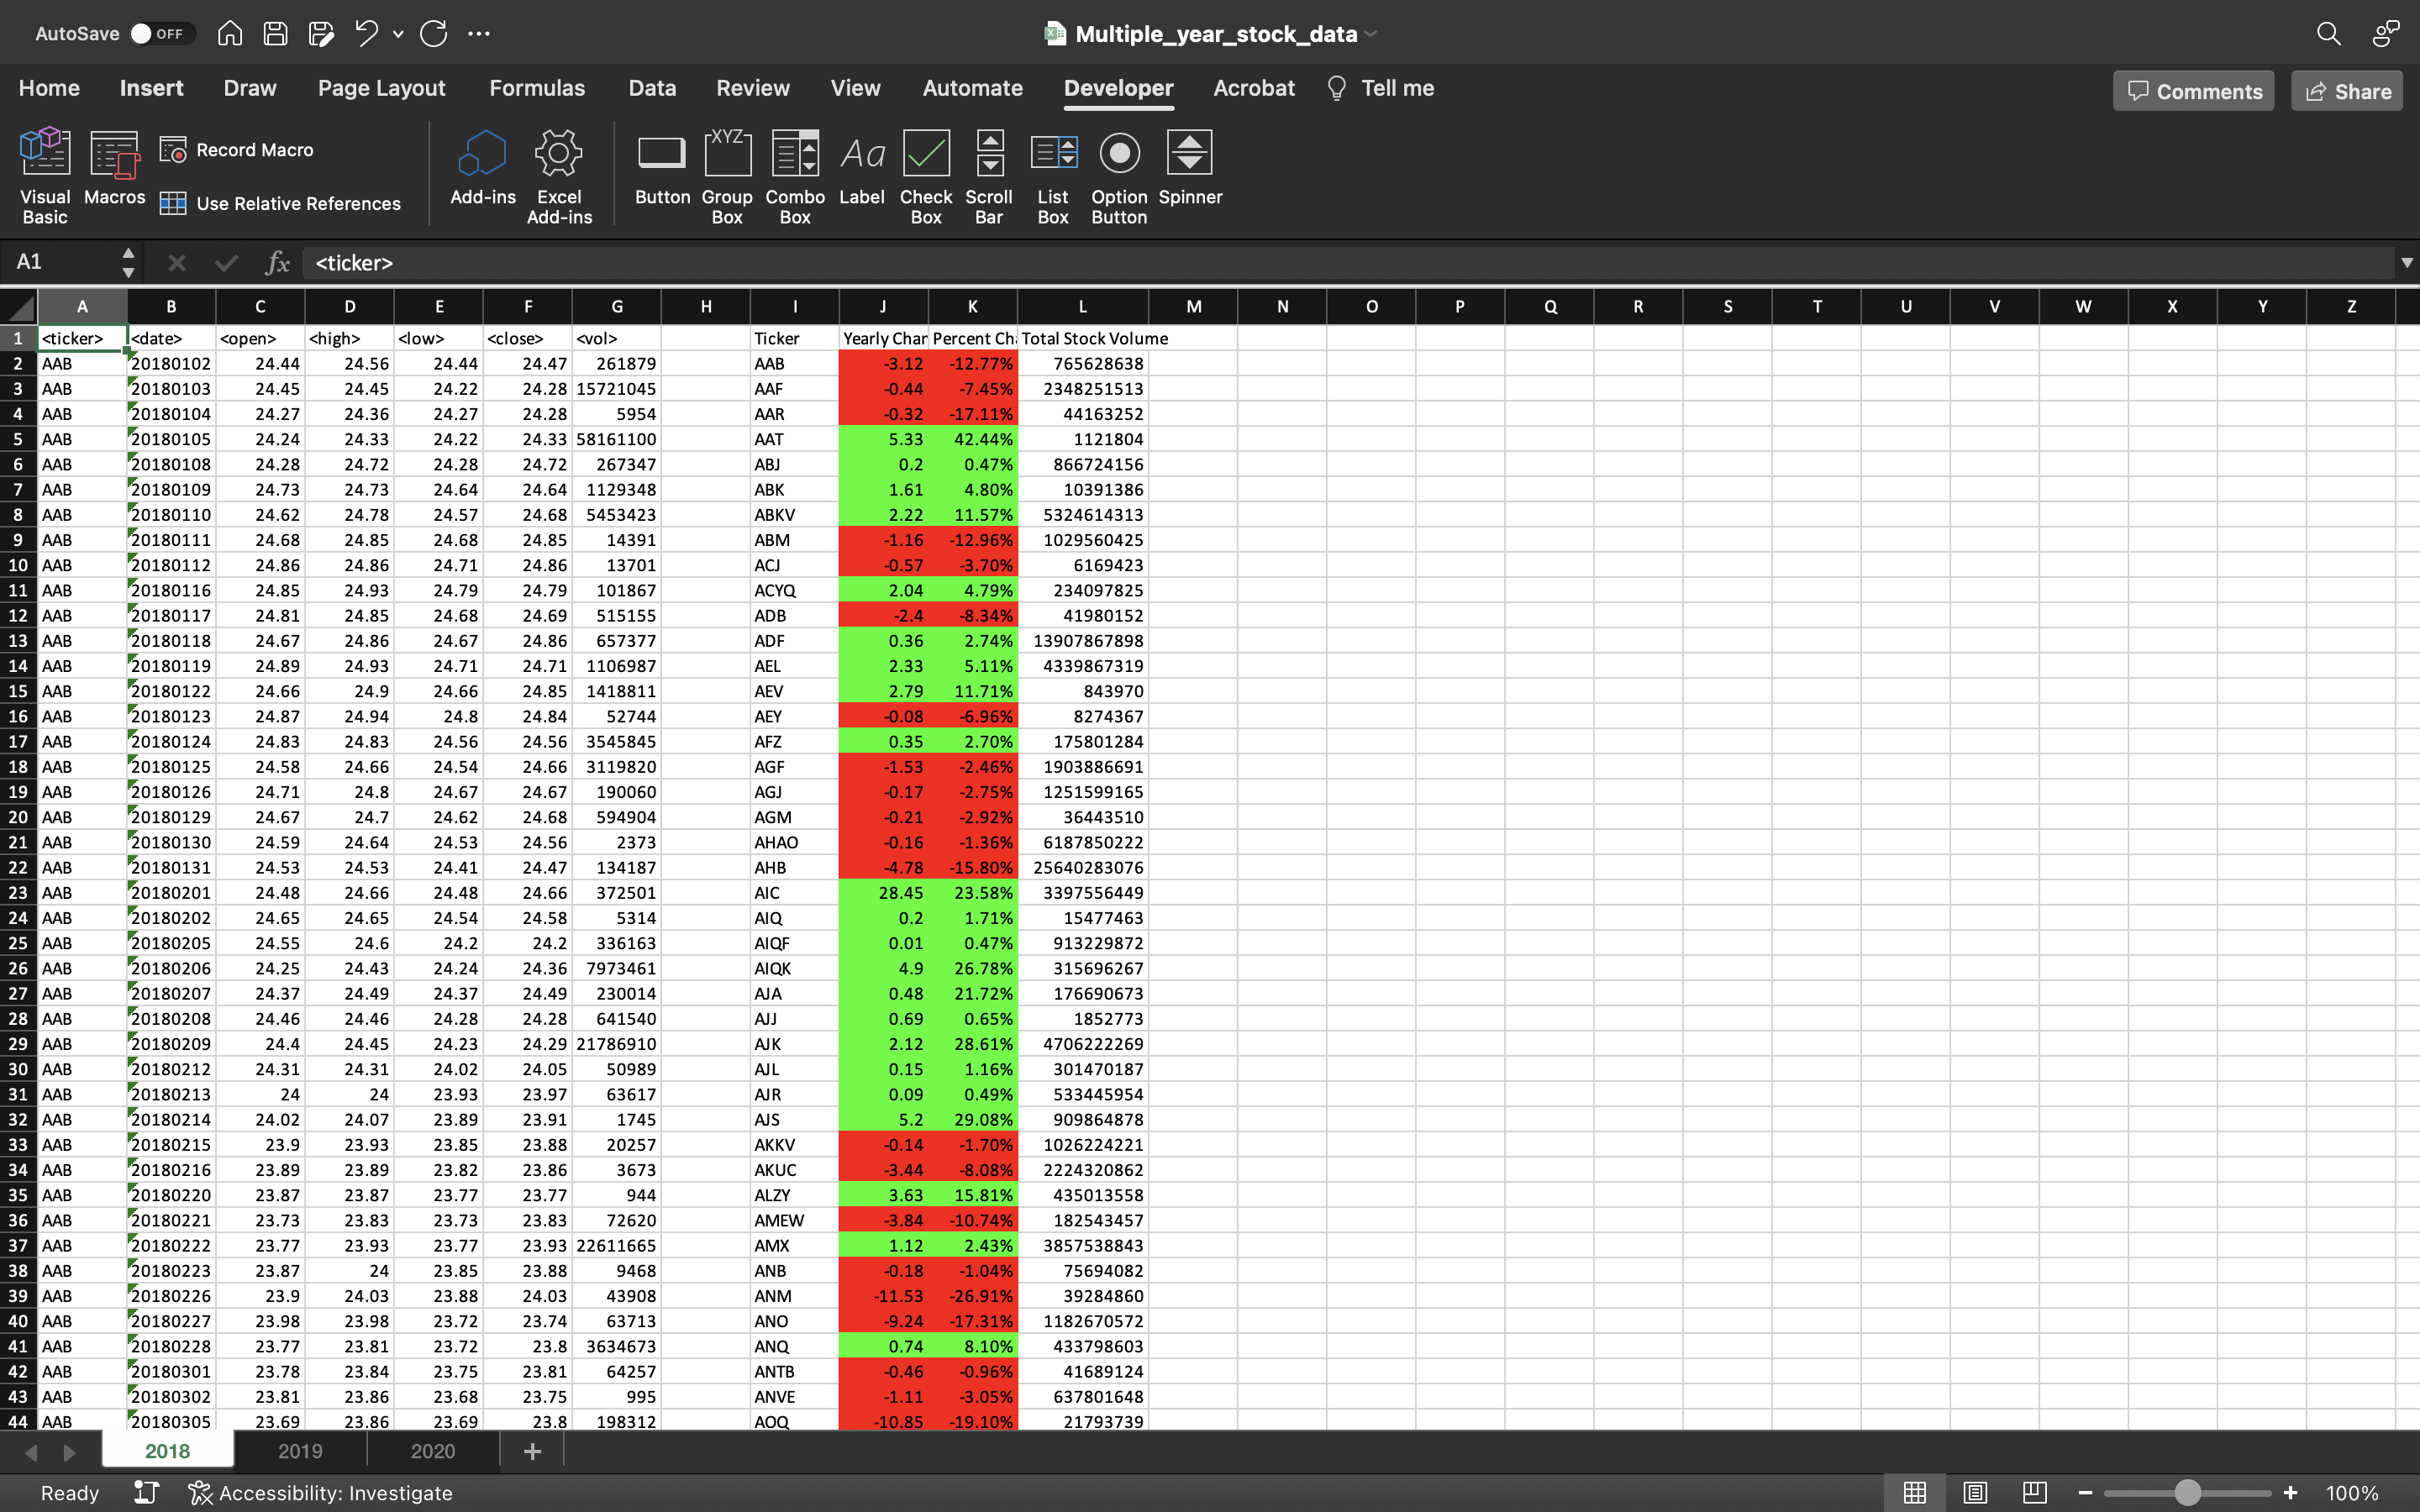 AutoSave OFF Multiple_year_stock_data
Home Insert Draw Page Layout Formulas Data Review View Automate Developer Acrobat Tell me Comments Share
Visual Basic Macros Record Macro Use Relative References Add-ins Excel Add-ins Button Group Box Combo Box Label Check Box Scroll Bar List Box Option Button Spinner
XYZ Aa
A1 fx <ticker>
A B C D E F G H I J K L M N O P Q R S T U V W X Y Z
1 <ticker> <date> <open> <high> <low> <close> <vol> Ticker Yearly Char Percent Ch Total Stock Volume
2 AAB 20180102 24.44 24.56 24.44 24.47 261879 AAB -3.12 -12.77% 765628638
3 AAB 20180103 24.45 24.45 24.22 24.28 15721045 AAF -0.44 -7.45% 2348251513
4 AAB 20180104 24.27 24.36 24.27 24.28 5954 AAR -0.32 -17.11% 44163252
5 AAB 20180105 24.24 24.33 24.22 24.33 58161100 AAT 5.33 42.44% 1121804
6 AAB 20180108 24.28 24.72 24.28 24.72 267347 ABJ 0.2 0.47% 866724156
7 AAB 20180109 24.73 24.73 24.64 24.64 1129348 ABK 1.61 4.80% 10391386
8 AAB 20180110 24.62 24.78 24.57 24.68 5453423 ABKV 2.22 11.57% 5324614313
9 AAB 20180111 24.68 24.85 24.68 24.85 14391 ABM -1.16 -12.96% 1029560425
10 AAB 20180112 24.86 24.86 24.71 24.86 13701 ACJ -0.57 -3.70% 6169423
11 AAB 20180116 24.85 24.93 24.79 24.79 101867 ACYQ 2.04 4.79% 234097825
12 AAB 20180117 24.81 24.85 24.68 24.69 515155 ADB -2.4 -8.34% 41980152
13 AAB 20180118 24.67 24.86 24.67 24.86 657377 ADF 0.36 2.74% 13907867898
14 AAB 20180119 24.89 24.93 24.71 24.71 1106987 AEL 2.33 5.11% 4339867319
15 AAB 20180122 24.66 24.9 24.66 24.85 1418811 AEV 2.79 11.71% 843970
16 AAB 20180123 24.87 24.94 24.8 24.84 52744 AEY -0.08 -6.96% 8274367
17 AAB 20180124 24.83 24.83 24.56 24.56 3545845 AFZ 0.35 2.70% 175801284
18 AAB 20180125 24.58 24.66 24.54 24.66 3119820 AGF -1.53 -2.46% 1903886691
19 AAB 20180126 24.71 24.8 24.67 24.67 190060 AGJ -0.17 -2.75% 1251599165
20 AAB 20180129 24.67 24.7 24.62 24.68 594904 AGM -0.21 -2.92% 36443510
21 AAB 20180130 24.59 24.64 24.53 24.56 2373 AHAO -0.16 -1.36% 6187850222
22 AAB 20180131 24.53 24.53 24.41 24.47 134187 AHB -4.78 -15.80% 25640283076
23 AAB 20180201 24.48 24.66 24.48 24.66 372501 AIC 28.45 23.58% 3397556449
24 AAB 20180202 24.65 24.65 24.54 24.58 5314 AIQ 0.2 1.71% 15477463
25 AAB 20180205 24.55 24.6 24.2 24.2 336163 AIQF 0.01 0.47% 913229872
26 AAB 20180206 24.25 24.43 24.24 24.36 7973461 AIQK 4.9 26.78% 315696267
27 AAB 20180207 24.37 24.49 24.37 24.49 230014 AJA 0.48 21.72% 176690673
28 AAB 20180208 24.46 24.46 24.28 24.28 641540 AJJ 0.69 0.65% 1852773
29 AAB 20180209 24.4 24.45 24.23 24.29 21786910 AJK 2.12 28.61% 4706222269
30 AAB 20180212 24.31 24.31 24.02 24.05 50989 AJL 0.15 1.16% 301470187
31 AAB 20180213 24 24 23.93 23.97 63617 AJR 0.09 0.49% 533445954
32 AAB 20180214 24.02 24.07 23.89 23.91 1745 AJS 5.2 29.08% 909864878
33 AAB 20180215 23.9 23.93 23.85 23.88 20257 AKKV -0.14 -1.70% 1026224221
34 AAB 20180216 23.89 23.89 23.82 23.86 3673 AKUC -3.44 -8.08% 2224320862
35 AAB 20180220 23.87 23.87 23.77 23.77 944 ALZY 3.63 15.81% 435013558
36 AAB 20180221 23.73 23.83 23.73 23.83 72620 AMEW -3.84 -10.74% 182543457
37 AAB 20180222 23.77 23.93 23.77 23.93 22611665 AMX 1.12 2.43% 3857538843
38 AAB 20180223 23.87 24 23.85 23.88 9468 ANB -0.18 -1.04% 75694082
39 AAB 20180226 23.9 24.03 23.88 24.03 43908 ANM -11.53 -26.91% 39284860
40 AAB 20180227 23.98 23.98 23.72 23.74 63713 ANO -9.24 -17.31% 1182670572
41 AAB 20180228 23.77 23.81 23.72 23.8 3634673 ANQ 0.74 8.10% 433798603
42 AAB 20180301 23.78 23.84 23.75 23.81 64257 ANTB -0.46 -0.96% 41689124
43 AAB 20180302 23.81 23.86 23.68 23.75 995 ANVE -1.11 -3.05% 637801648
44 AAB 20180305 23.69 23.86 23.69 23.8 198312 AOQ -10.85 -19.10% 21793739
2018 2019 2020
Ready Accessibility: Investigate 100%